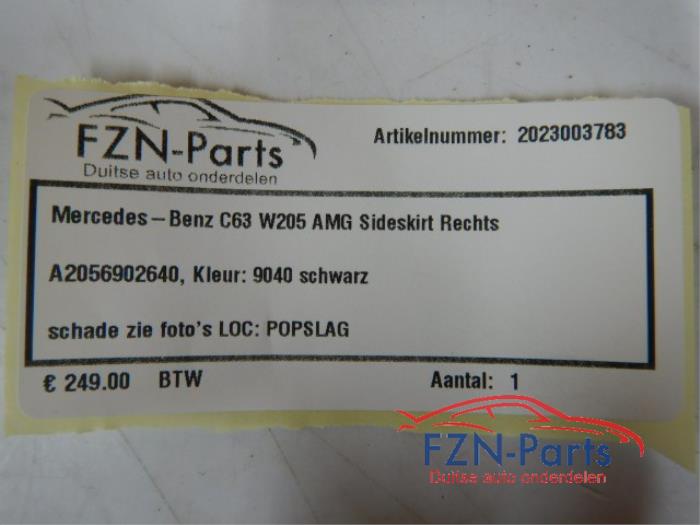 FZN-Parts
Duitse auto onderdelen
Artikelnummer: 2023003783
Mercedes-Benz C63 W205 AMG Sideskirt Rechts
A2056902640, Kleur: 9040 schwarz
schade zie foto's LOC: POPSLAG
€ 249.00 BTW Aantal: 1
FZN-Parts
Duitse auto onderdelen